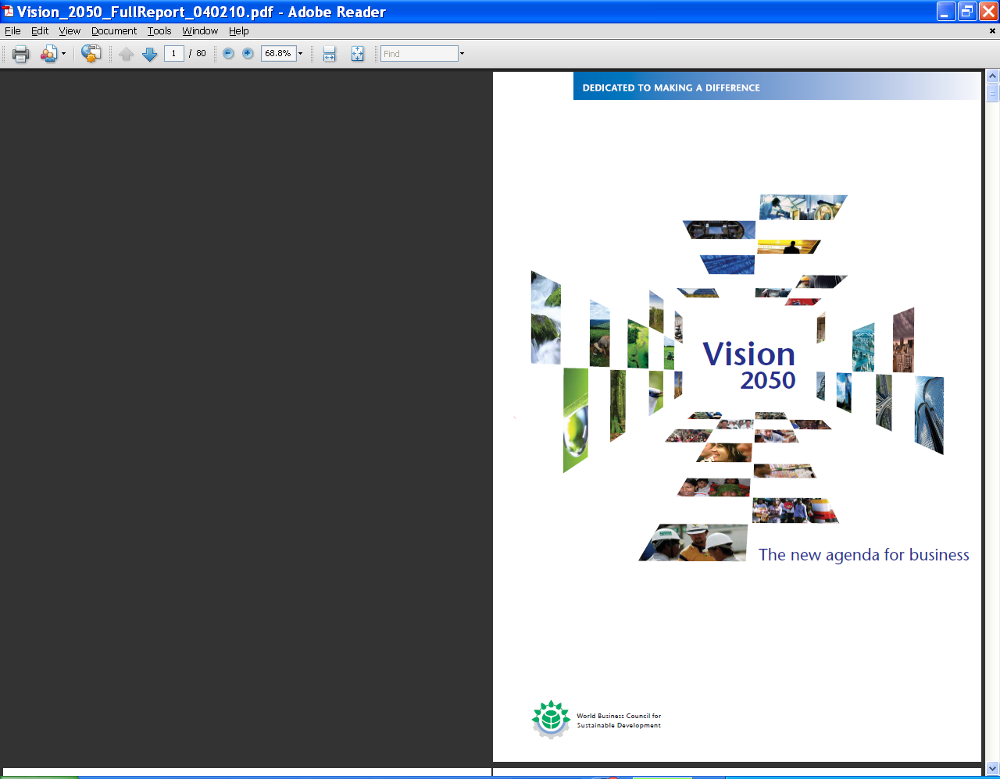 Vision_2050_FullReport_040210.pdf - Adobe Reader
File Edit View Document Tools Window Help
1 / 80 68.8% Find
DEDICATED TO MAKING A DIFFERENCE
Vision
2050
The new agenda for business
World Business Council for
Sustainable Development